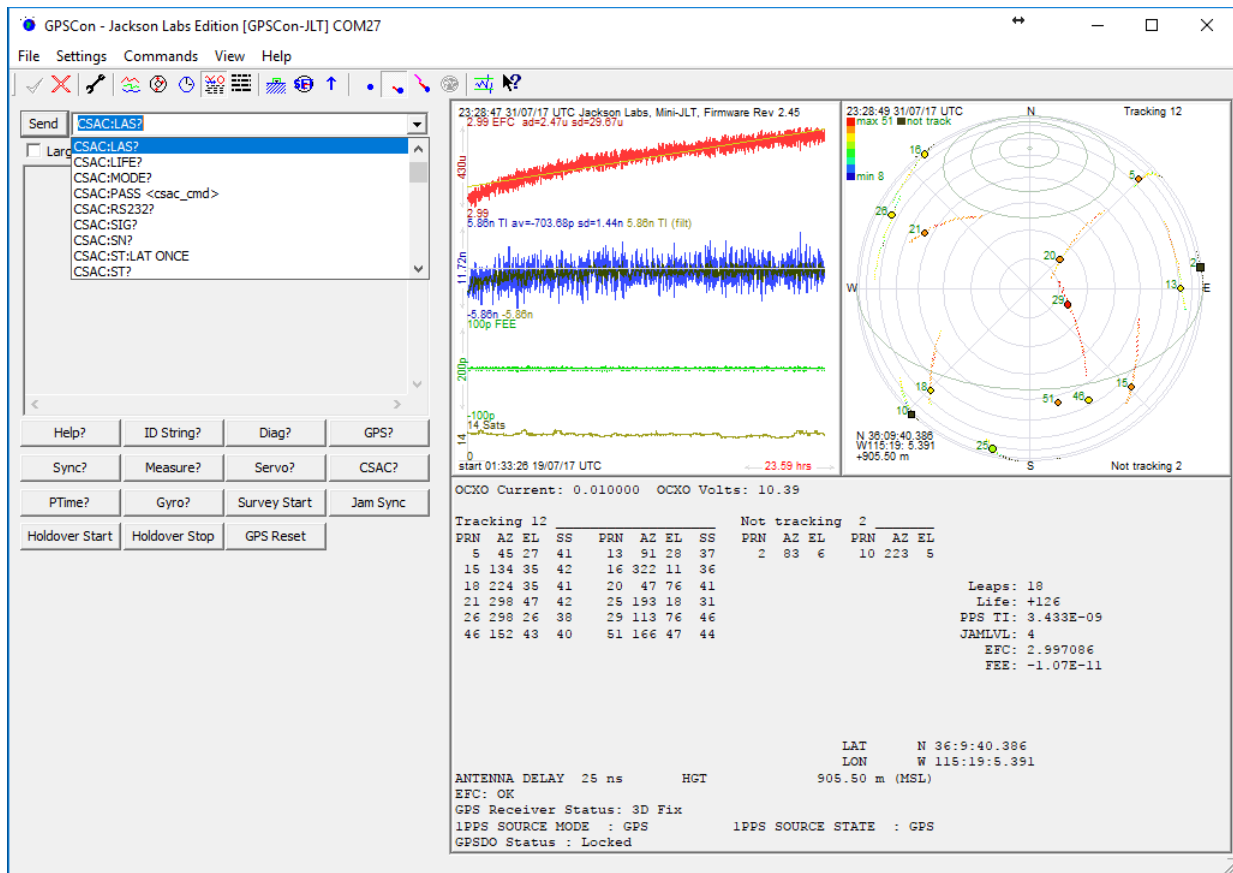 GPSCon - Jackson Labs Edition [GPSCon-JLT] COM27
File Settings Commands View Help
Send CSAC:LAS?
Larg
CSAC:LAS?
CSAC:LIFE?
CSAC:MODE?
CSAC:PASS <csac_cmd>
CSAC:RS232?
CSAC:SIG?
CSAC:SN?
CSAC:ST:LAT ONCE
CSAC:ST?
Help? ID String? Diag? GPS?
Sync? Measure? Servo? CSAC?
PTime? Gyro? Survey Start Jam Sync
Holdover Start Holdover Stop GPS Reset
23:28:47 31/07/17 UTC Jackson Labs, Mini-JLT, Firmware Rev 2.45
2.99 EFC ad=2.47u sd=29.67u
430u
2.99
5.86n TI av=-703.68p sd=1.44n 5.86n TI (filt)
11.72n
-5.86n -5.86n
100p FEE
200p
-100p
14 Sats
14
0
start 01:33:26 19/07/17 UTC 23.59 hrs
23:28:49 31/07/17 UTC N Tracking 12
max 51 not track
min 8
16
5
26
21
20
2
W
13
E
29
18
15
51
46
10
25
N 36:09:40.386
W115:19: 5.391
+905.50 m
S
Not tracking 2
OCXO Current: 0.010000 OCXO Volts: 10.39
Tracking 12 Not tracking 2
PRN AZ EL SS PRN AZ EL SS PRN AZ EL PRN AZ EL
5 45 27 41 13 91 28 37 2 83 6 10 223 5
15 134 35 42 16 322 11 36
18 224 35 41 20 47 76 41 Leaps: 18
21 298 47 42 25 193 18 31 Life: +126
26 298 26 38 29 113 76 46 PPS TI: 3.433E-09
46 152 43 40 51 166 47 44 JAMLVL: 4
EFC: 2.997086
FEE: -1.07E-11
LAT N 36:9:40.386
LON W 115:19:5.391
ANTENNA DELAY 25 ns HGT 905.50 m (MSL)
EFC: OK
GPS Receiver Status: 3D Fix
1PPS SOURCE MODE : GPS 1PPS SOURCE STATE : GPS
GPSDO Status : Locked